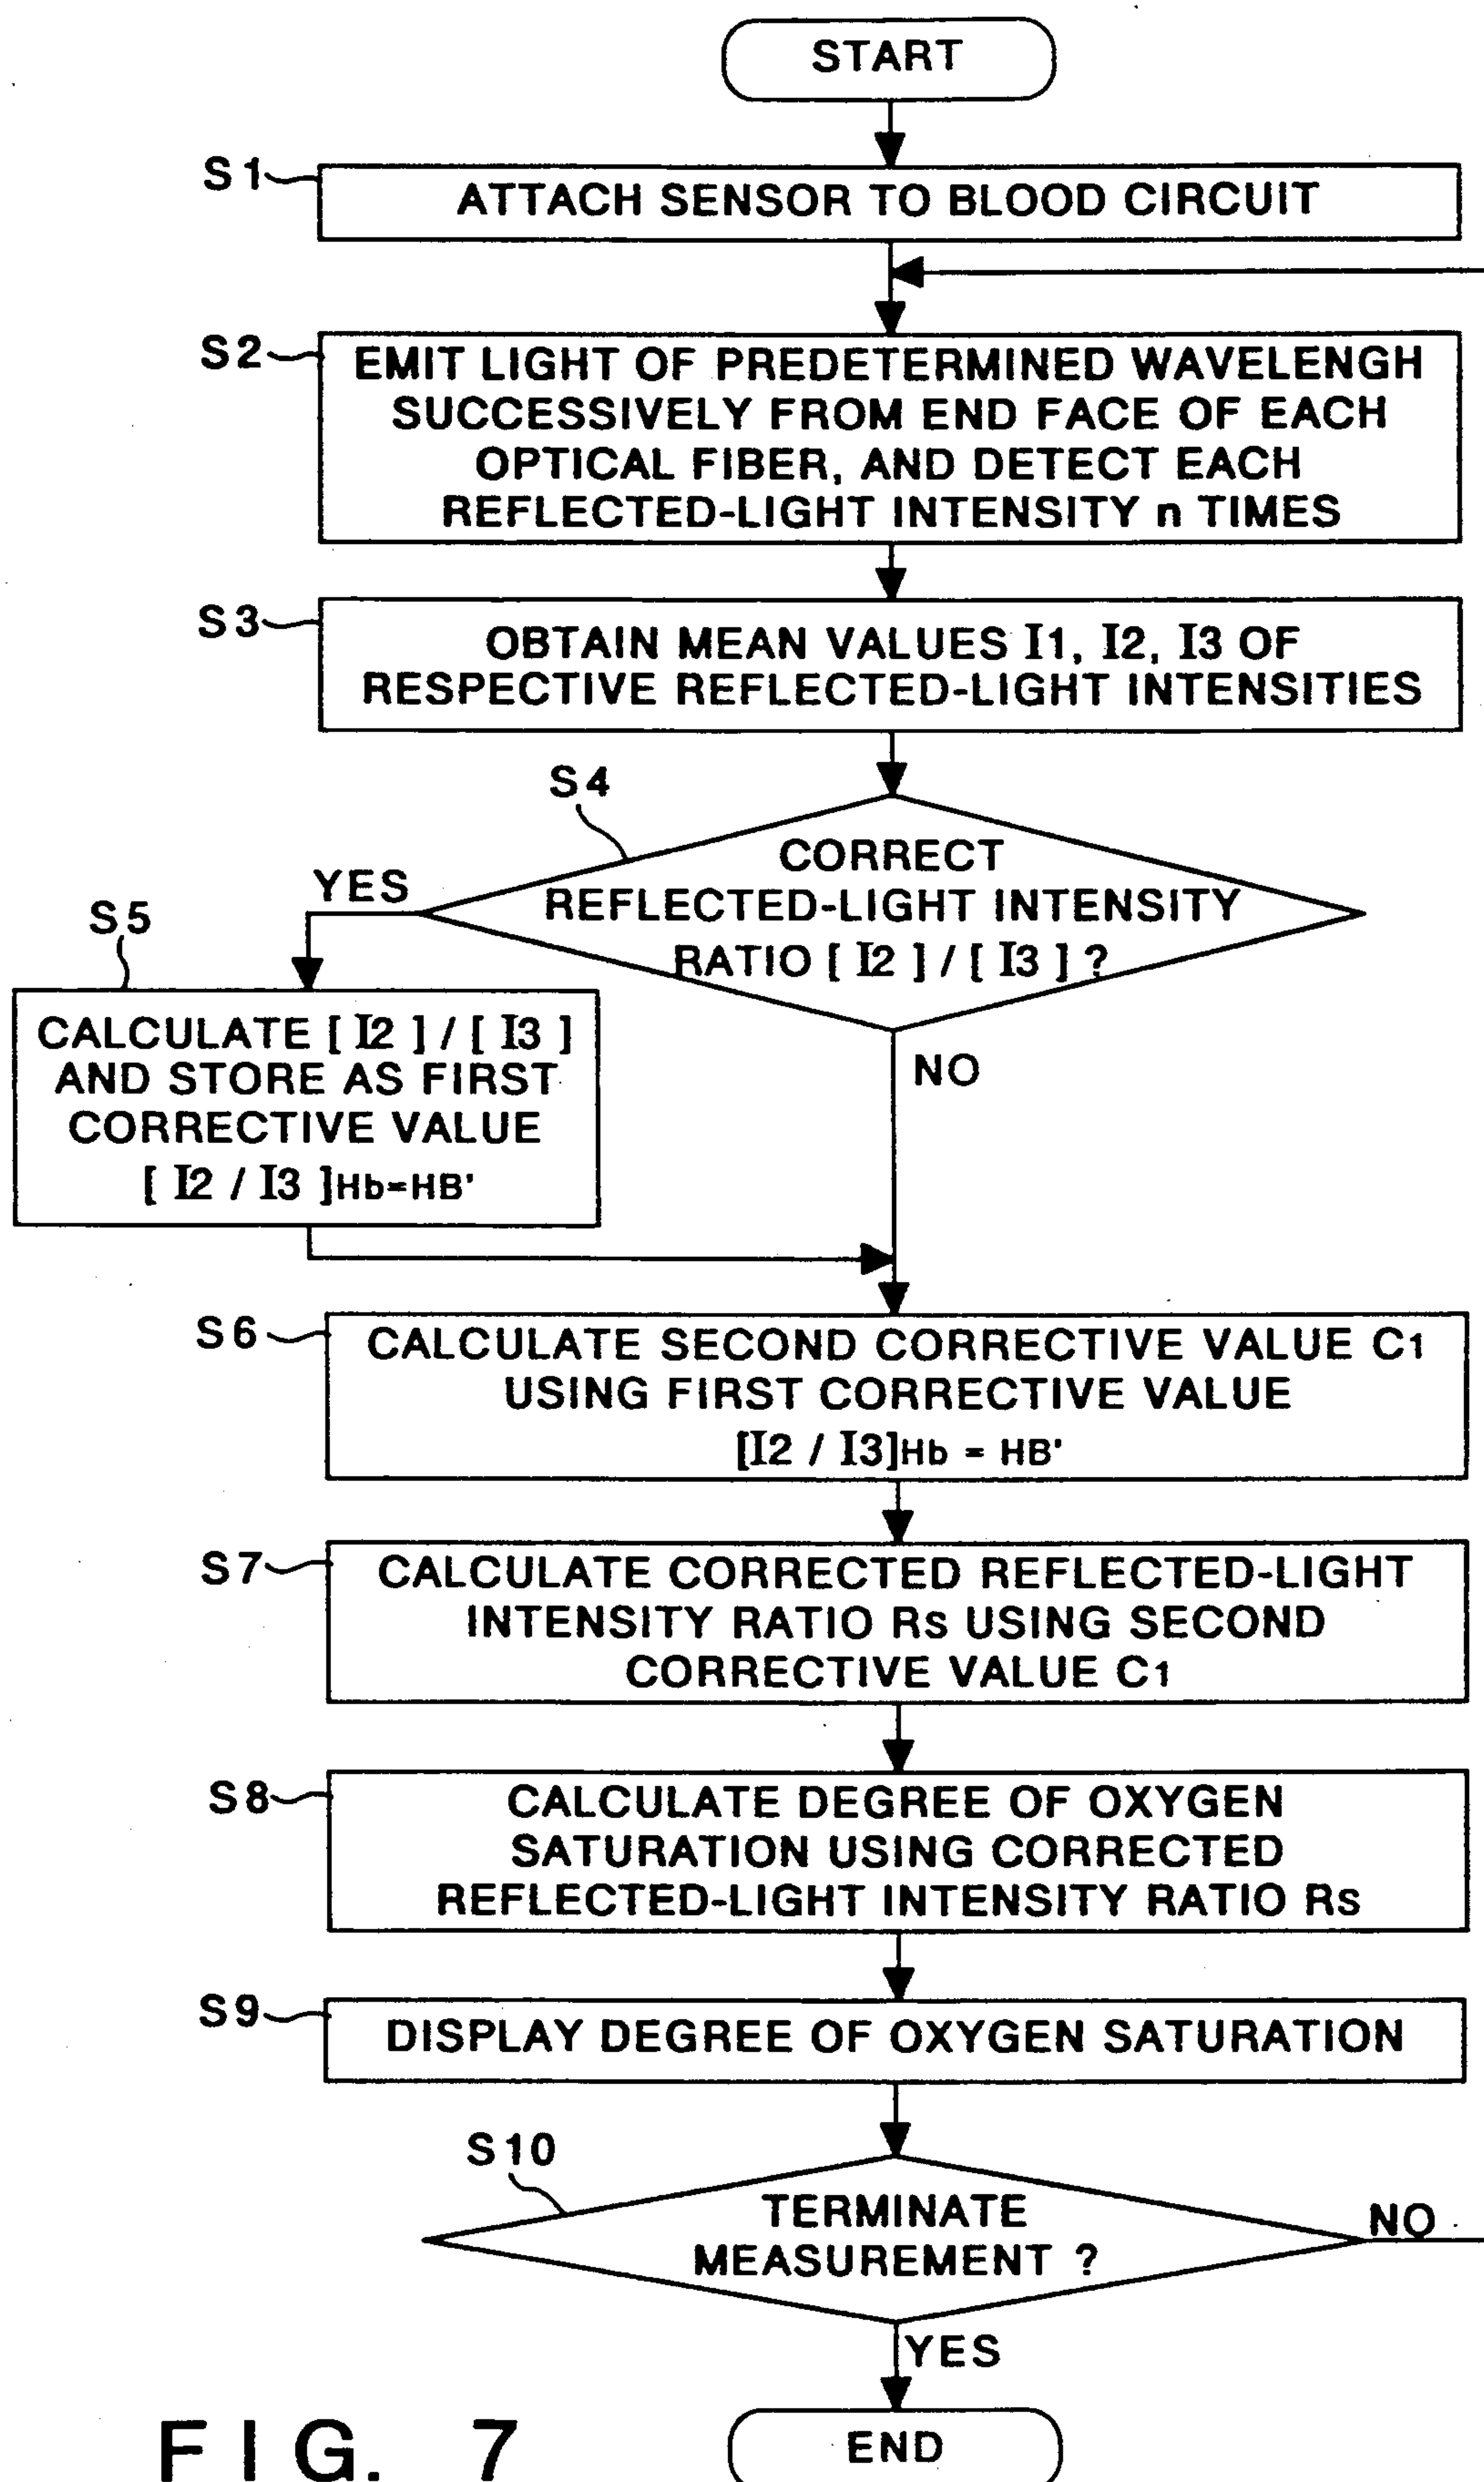 START
S1
ATTACH SENSOR TO BLOOD CIRCUIT
S2
EMIT LIGHT OF PREDETERMINED WAVELENGH
SUCCESSIVELY FROM END FACE OF EACH
OPTICAL FIBER, AND DETECT EACH
REFLECTED-LIGHT INTENSITY n TIMES
S3
OBTAIN MEAN VALUES I1, I2, I3 OF
RESPECTIVE REFLECTED-LIGHT INTENSITIES
S4
CORRECT
REFLECTED-LIGHT INTENSITY
RATIO [ I2 ] / [ I3 ] ?
YES
S5
CALCULATE [ I2 ] / [ I3 ]
AND STORE AS FIRST
CORRECTIVE VALUE
[ I2 / I3 ]Hb=HB'
NO
S6
CALCULATE SECOND CORRECTIVE VALUE C1
USING FIRST CORRECTIVE VALUE
[I2 / I3]Hb = HB'
S7
CALCULATE CORRECTED REFLECTED-LIGHT
INTENSITY RATIO Rs USING SECOND
CORRECTIVE VALUE C1
S8
CALCULATE DEGREE OF OXYGEN
SATURATION USING CORRECTED
REFLECTED-LIGHT INTENSITY RATIO Rs
S9
DISPLAY DEGREE OF OXYGEN SATURATION
S10
TERMINATE
MEASUREMENT ?
NO
YES
END
FIG. 7